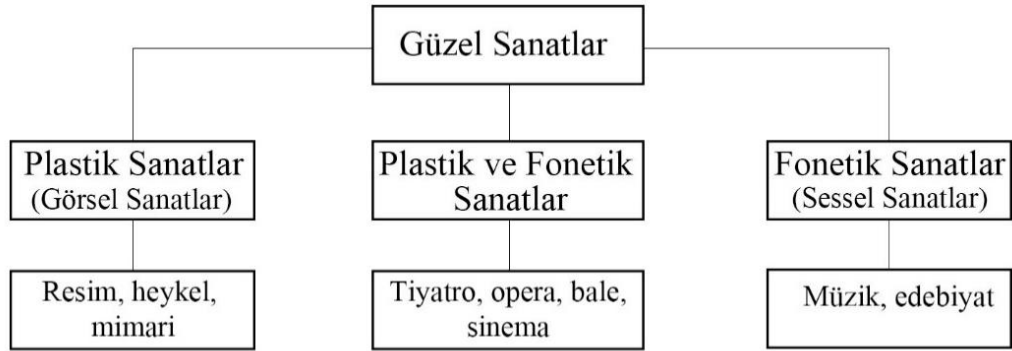 Güzel Sanatlar
Plastik Sanatlar
(Görsel Sanatlar)
Plastik ve Fonetik
Sanatlar
Fonetik Sanatlar
(Sessel Sanatlar)
Resim, heykel,
mimari
Tiyatro, opera, bale,
sinema
Müzik, edebiyat